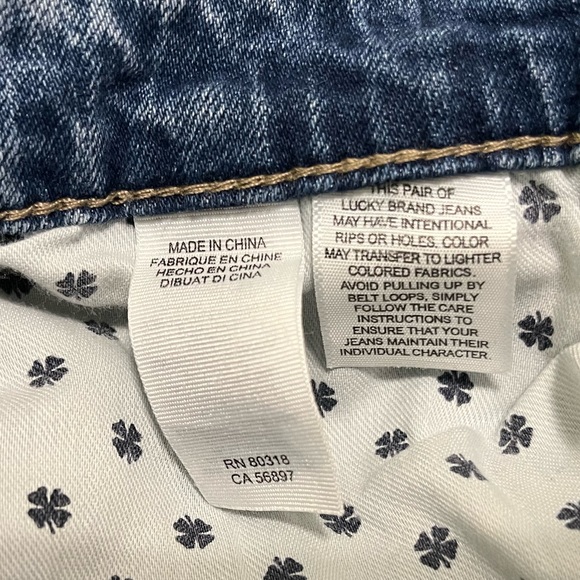 MADE IN CHINA
FABRIQUE EN CHINE
HECHO EN CHINA
DIBUAT DI CINA
RN 80318
CA 56897
THIS PAIR OF
LUCKY BRAND JEANS
MAY HAVE INTENTIONAL
RIPS OR HOLES. COLOR
MAY TRANSFER TO LIGHTER
COLORED FABRICS.
AVOID PULLING UP BY
BELT LOOPS, SIMPLY
FOLLOW THE CARE
INSTRUCTIONS TO
ENSURE THAT YOUR
JEANS MAINTAIN THEIR
INDIVIDUAL CHARACTER.